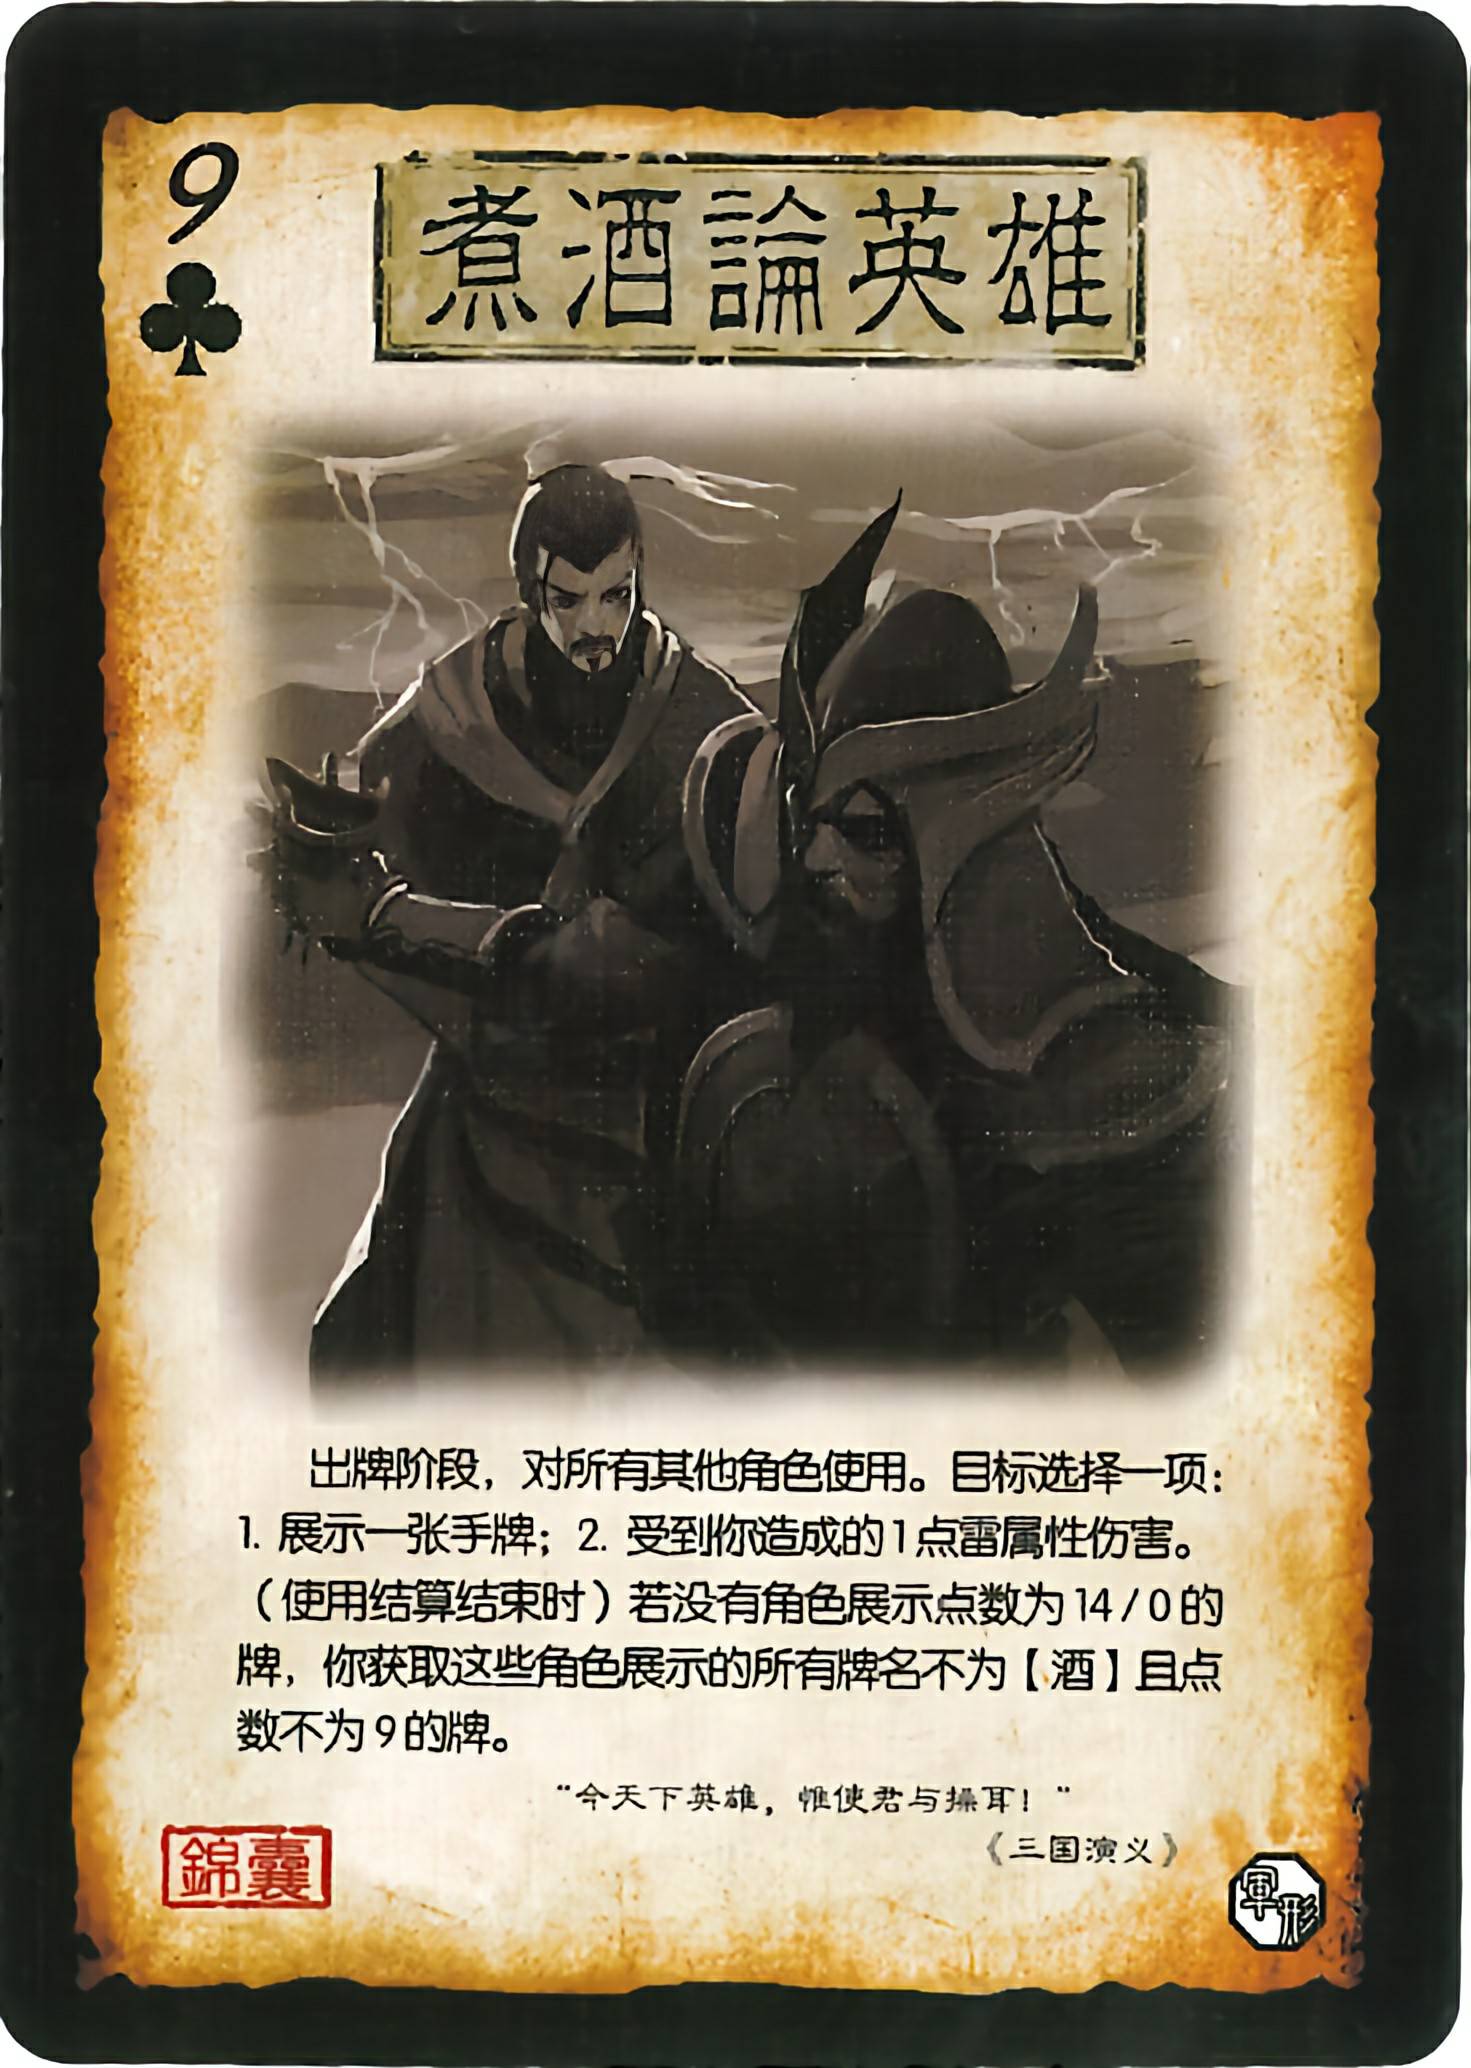 9
煮酒論英雄
出牌阶段，对所有其他角色使用。目标选择一项：
1. 展示一张手牌；2. 受到你造成的1点雷属性伤害。
（使用结算结束时）若没有角色展示点数为14/0的
牌，你获取这些角色展示的所有牌名不为【酒】且点
数不为9的牌。
“今天下英雄，惟使君与操耳！”
《三国演义》
錦囊
軍形